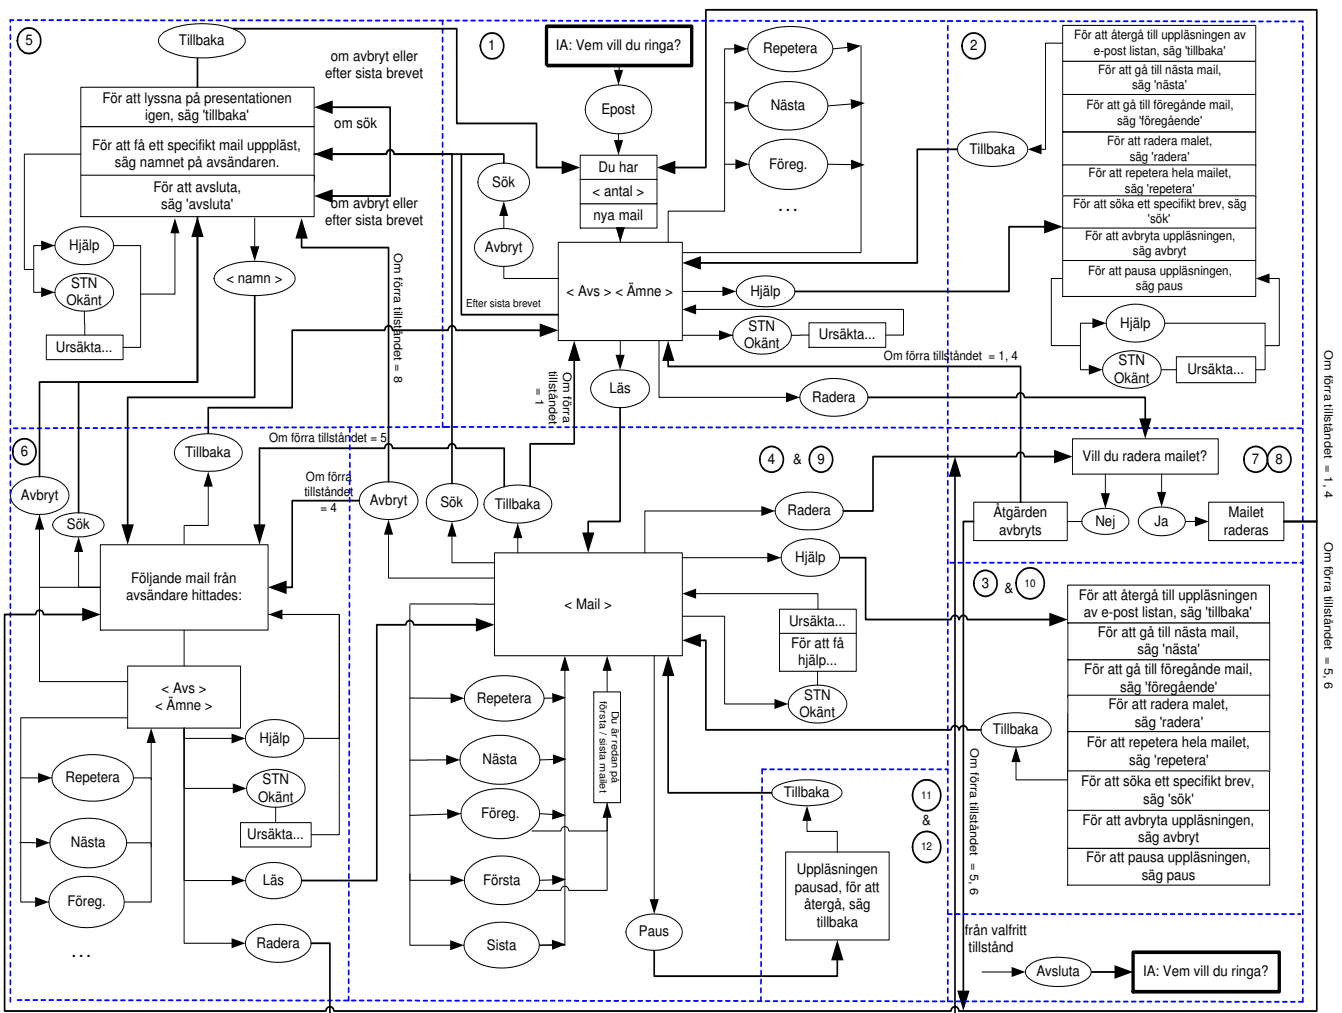 5
Tillbaka
om avbryt eller
efter sista brevet
För att lyssna på presentationen
igen, säg 'tillbaka'
om sök
För att få ett specifikt mail upppläst,
säg namnet på avsändaren.
För att avsluta,
säg 'avsluta'
om avbryt eller
efter sista brevet
Hjälp
STN
Okänt
Ursäkta...
< namn >
Om förra tillståndet = 8
1
IA: Vem vill du ringa?
Epost
Du har
< antal >
nya mail
Sök
Avbryt
Efter sista brevet
< Avs > < Ämne >
Repetera
Nästa
Föreg.
...
Hjälp
STN
Okänt
Ursäkta...
Läs
Radera
Om förra
tillståndet
= 1
Om förra tillståndet = 1, 4
2
För att återgå till uppläsningen av
e-post listan, säg 'tillbaka'
För att gå till nästa mail,
säg 'nästa'
För att gå till föregånde mail,
säg 'föregående'
För att radera malet,
säg 'radera'
För att repetera hela mailet,
säg 'repetera'
För att söka ett specifikt brev, säg
'sök'
För att avbryta uppläsningen,
säg avbryt
För att pausa uppläsningen,
säg paus
Tillbaka
Hjälp
STN
Okänt
Ursäkta...
Om förra tillståndet = 1, 4
Om förra tillståndet = 5, 6
6
Tillbaka
Om förra tillståndet = 5
Om förra
tillståndet
= 4
Avbryt
Sök
Följande mail från
avsändare hittades:
< Avs >
< Ämne >
Repetera
Nästa
Föreg.
...
Hjälp
STN
Okänt
Ursäkta...
Läs
Radera
4
&
9
Avbryt
Sök
Tillbaka
Radera
Hjälp
< Mail >
Ursäkta...
För att få
hjälp...
STN
Okänt
Repetera
Nästa
Föreg.
Första
Sista
Du är redan på
första / sista mailet
Paus
11
&
12
Tillbaka
Uppläsningen
pausad, för att
återgå, säg
tillbaka
7
8
Vill du radera mailet?
Åtgärden
avbryts
Nej
Ja
Mailet
raderas
3
&
10
För att återgå till uppläsningen
av e-post listan, säg 'tillbaka'
För att gå till nästa mail,
säg 'nästa'
För att gå till föregånde mail,
säg 'föregående'
För att radera malet,
säg 'radera'
För att repetera hela mailet,
säg 'repetera'
För att söka ett specifikt brev,
säg 'sök'
För att avbryta uppläsningen,
säg avbryt
För att pausa uppläsningen,
säg paus
Tillbaka
Om förra tillståndet = 5, 6
från valfritt
tillstånd
Avsluta
IA: Vem vill du ringa?